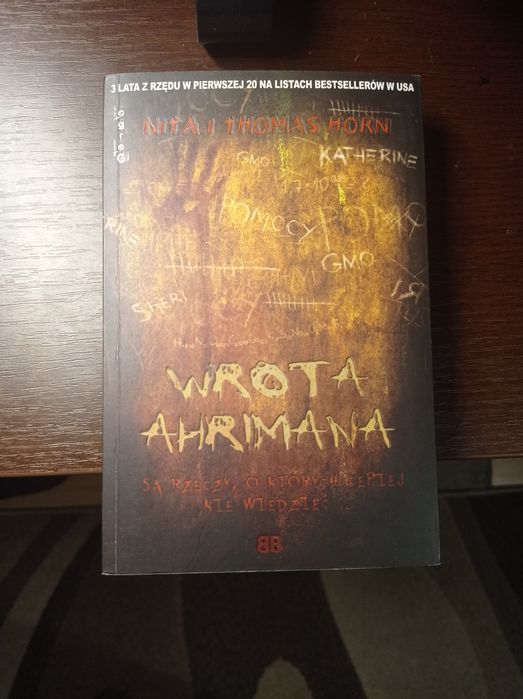 3 LATA Z RZĘDU W PIERWSZEJ 20 NA LISTACH BESTSELLERÓW W USA
NITA I THOMAS HORN
KATHERINE
GMO
POMOCY
GMO
SHERI
WROTA
AHRIMANA
SĄ RZECZY, O KTÓRYCH LEPIEJ
NIE WIEDZIEĆ
BB